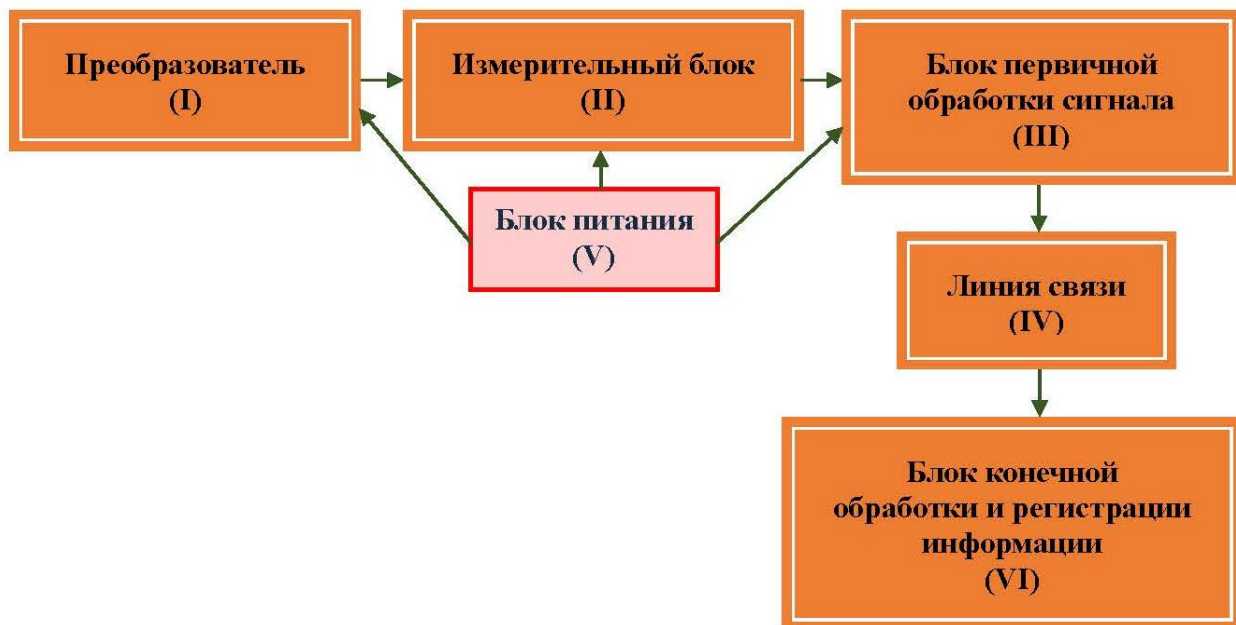 Преобразователь
(I)
Измерительный блок
(II)
Блок первичной
обработки сигнала
(III)
Блок питания
(V)
Линия связи
(IV)
Блок конечной
обработки и регистрации
информации
(VI)